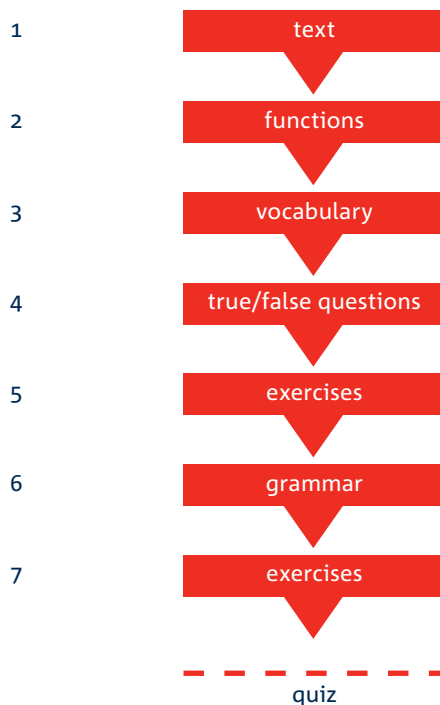 1 text
2 functions
3 vocabulary
4 true/false questions
5 exercises
6 grammar
7 exercises
quiz